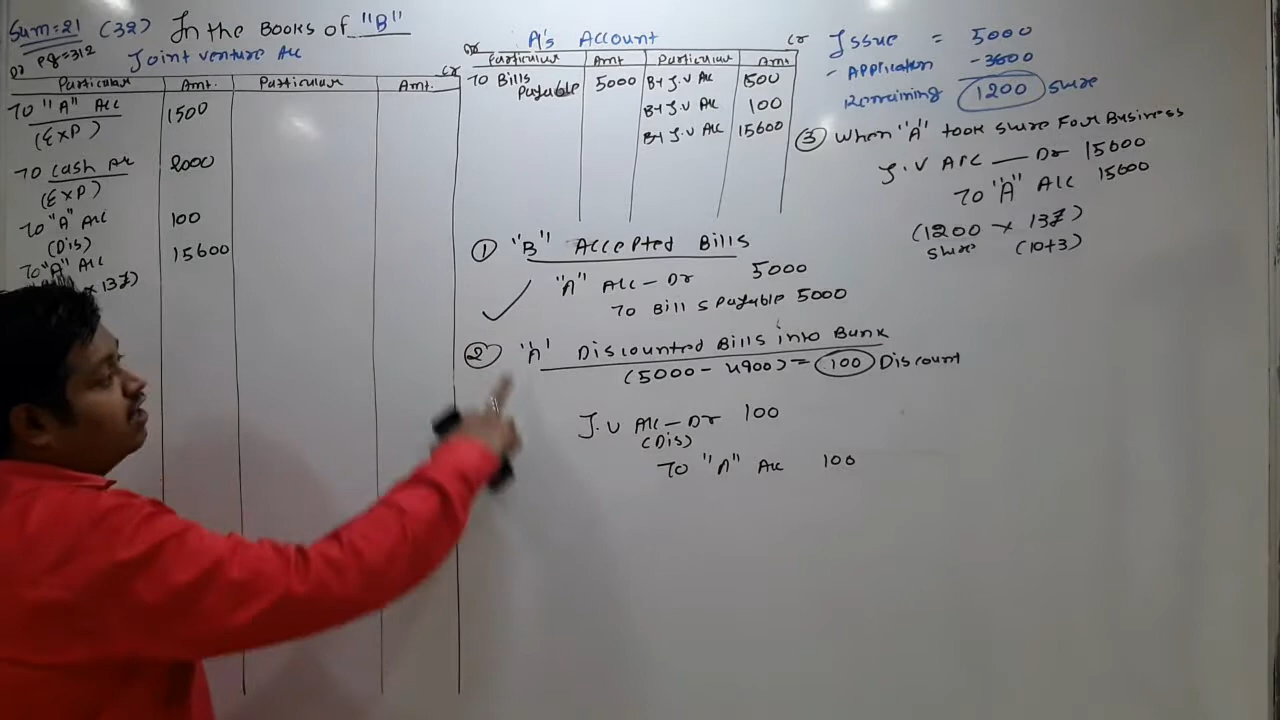 Sum=21 (32) In the Books of "B"
Pg=312
Joint venture A/c
Dr
Cr
Particular Amt. Particular Amt.
To "A" A/c 1500
(Exp)
To cash A/c 2000
(Exp)
To "A" A/c 100
(Dis)
To "A" A/c 15600
x 13₹)
Dr A's Account Cr
Particular Amt Particular Amt.
To Bills Payable 5000 By J.V A/c 1500
By J.V A/c 100
By J.V A/c 15600
① "B" Accepted Bills
"A" A/c - Dr 5000
To Bills Payable 5000
② "A" Discounted Bills into Bank
(5000 - 4900) = 100 Discount
J.V A/c - Dr 100
(Dis)
To "A" A/c 100
Issue = 5000
- Application - 3800
Remaining 1200 share
③ When "A" took share For Business
J.V A/c — Dr 15600
To "A" A/c 15600
(1200 x 13₹)
share (10+3)